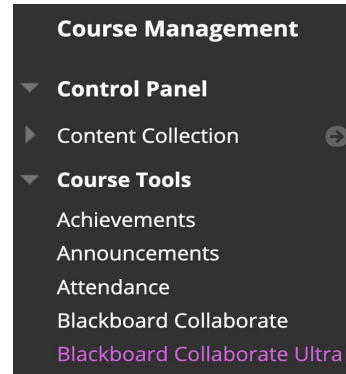 Course Management
Control Panel
Content Collection
Course Tools
Achievements
Announcements
Attendance
Blackboard Collaborate
Blackboard Collaborate Ultra